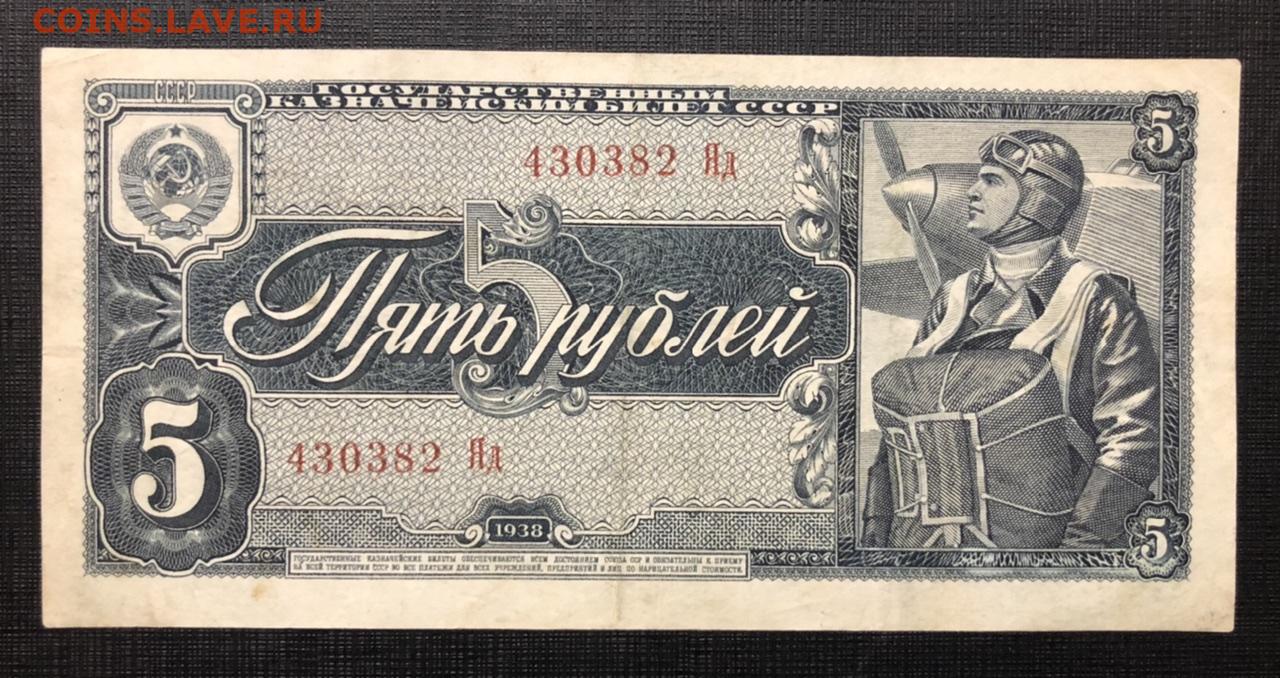 COINS.LAVE.RU
СССР
ГОСУДАРСТВЕННЫЙ
КАЗНАЧЕЙСКИЙ БИЛЕТ СССР
5
430382 Яд
5
Пять рублей
5
430382 Яд
1938
5
ГОСУДАРСТВЕННЫЕ КАЗНАЧЕЙСКИЕ БИЛЕТЫ ОБЕСПЕЧИВАЮТСЯ ВСЕМ ДОСТОЯНИЕМ СОЮЗА ССР И ОБЯЗАТЕЛЬНЫ К ПРИЕМУ
НА ВСЕЙ ТЕРРИТОРИИ СССР ВО ВСЕ ПЛАТЕЖИ ДЛЯ ВСЕХ УЧРЕЖДЕНИЙ, ПРЕДПРИЯТИЙ И ЛИЦ ПО НАРИЦАТЕЛЬНОЙ СТОИМОСТИ.